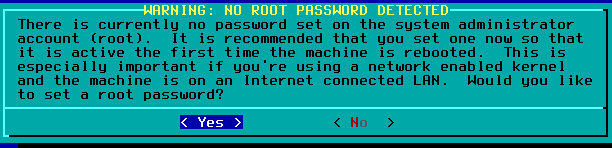 WARNING: NO ROOT PASSWORD DETECTED
There is currently no password set on the system administrator
account (root).  It is recommended that you set one now so that
it is active the first time the machine is rebooted.  This is
especially important if you're using a network enabled kernel
and the machine is on an Internet connected LAN.  Would you like
to set a root password?
< Yes > < No >